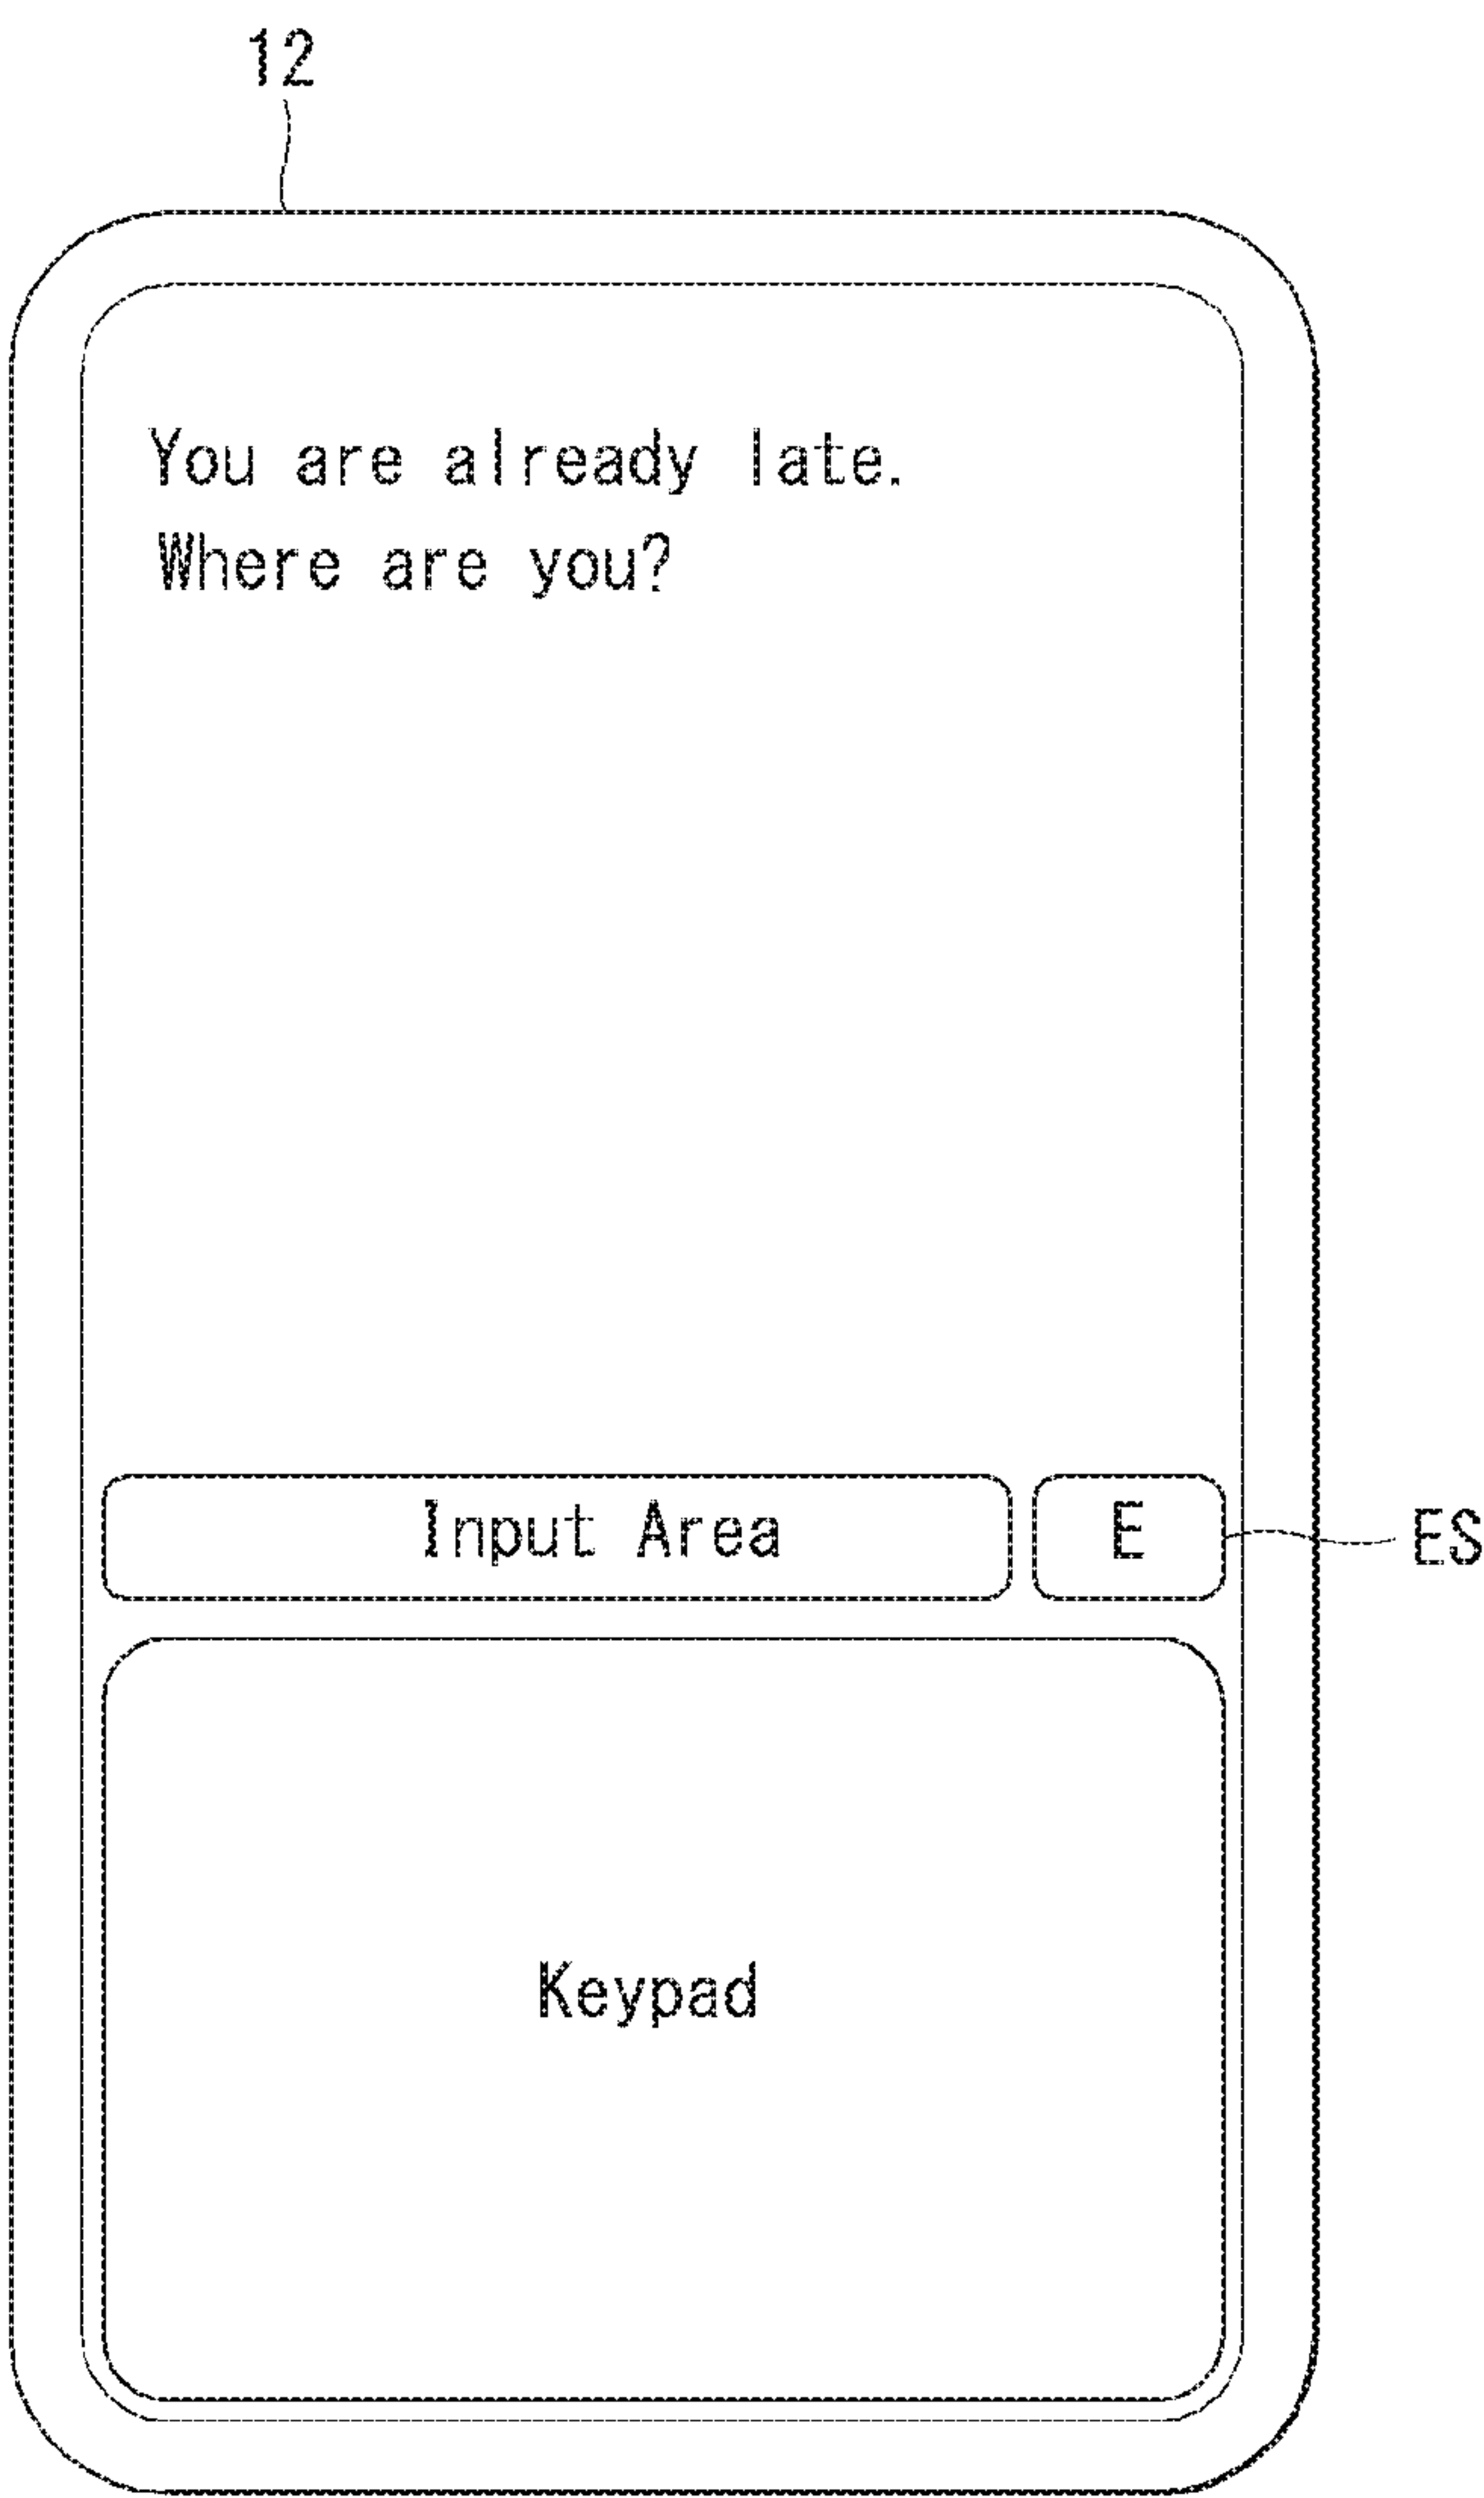 12
You are already late.
Where are you?
Input Area
E
ES
Keypad